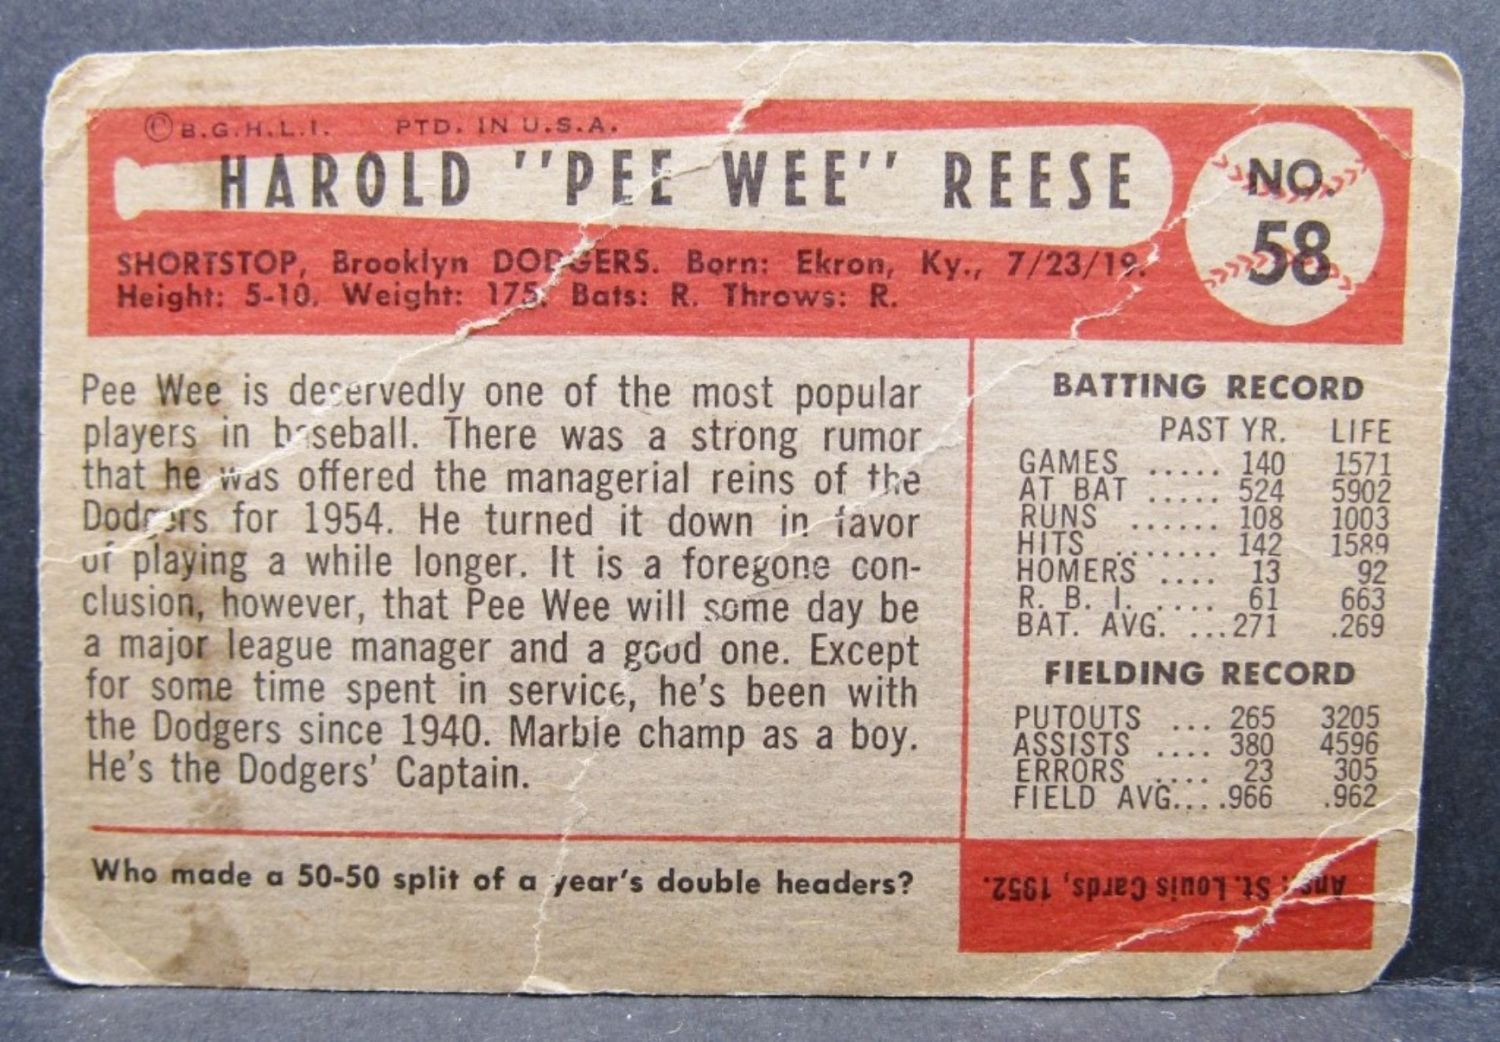 © B.G.H.L.I. PTD. IN U.S.A.
HAROLD "PEE WEE" REESE
NO.
58
SHORTSTOP, Brooklyn DODGERS. Born: Ekron, Ky., 7/23/19.
Height: 5-10. Weight: 175. Bats: R. Throws: R.
Pee Wee is deservedly one of the most popular
players in baseball. There was a strong rumor
that he was offered the managerial reins of the
Dodgers for 1954. He turned it down in favor
of playing a while longer. It is a foregone con-
clusion, however, that Pee Wee will some day be
a major league manager and a good one. Except
for some time spent in service, he's been with
the Dodgers since 1940. Marble champ as a boy.
He's the Dodgers' Captain.
Who made a 50-50 split of a year's double headers?
BATTING RECORD
PAST YR. LIFE
GAMES ..... 140 1571
AT BAT ..... 524 5902
RUNS ...... 108 1003
HITS ........ 142 1589
HOMERS .... 13 92
R. B. I. .... 61 663
BAT. AVG. ...271 .269
FIELDING RECORD
PUTOUTS ... 265 3205
ASSISTS .... 380 4596
ERRORS .... 23 305
FIELD AVG....966 .962
Ans.: St. Louis Cards, 1952.